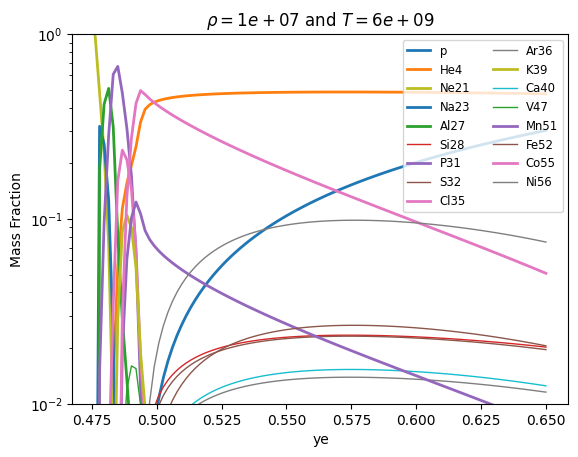 ρ = 1e + 07 and T = 6e + 09
10⁰
10⁻¹
10⁻²
Mass Fraction
p
He4
Ne21
Na23
Al27
Si28
P31
S32
Cl35
Ar36
K39
Ca40
V47
Mn51
Fe52
Co55
Ni56
0.475 0.500 0.525 0.550 0.575 0.600 0.625 0.650
ye